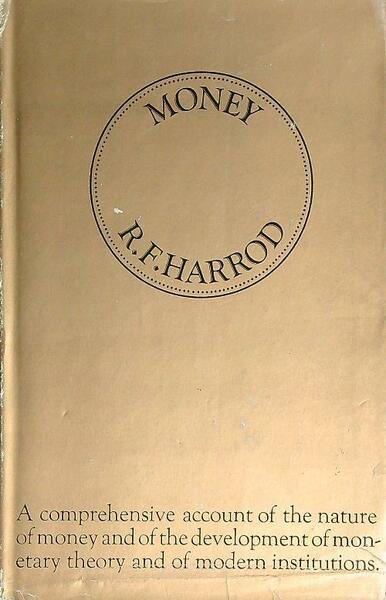 MONEY
R.F.HARROD
A comprehensive account of the nature
of money and of the development of mon-
etary theory and of modern institutions.